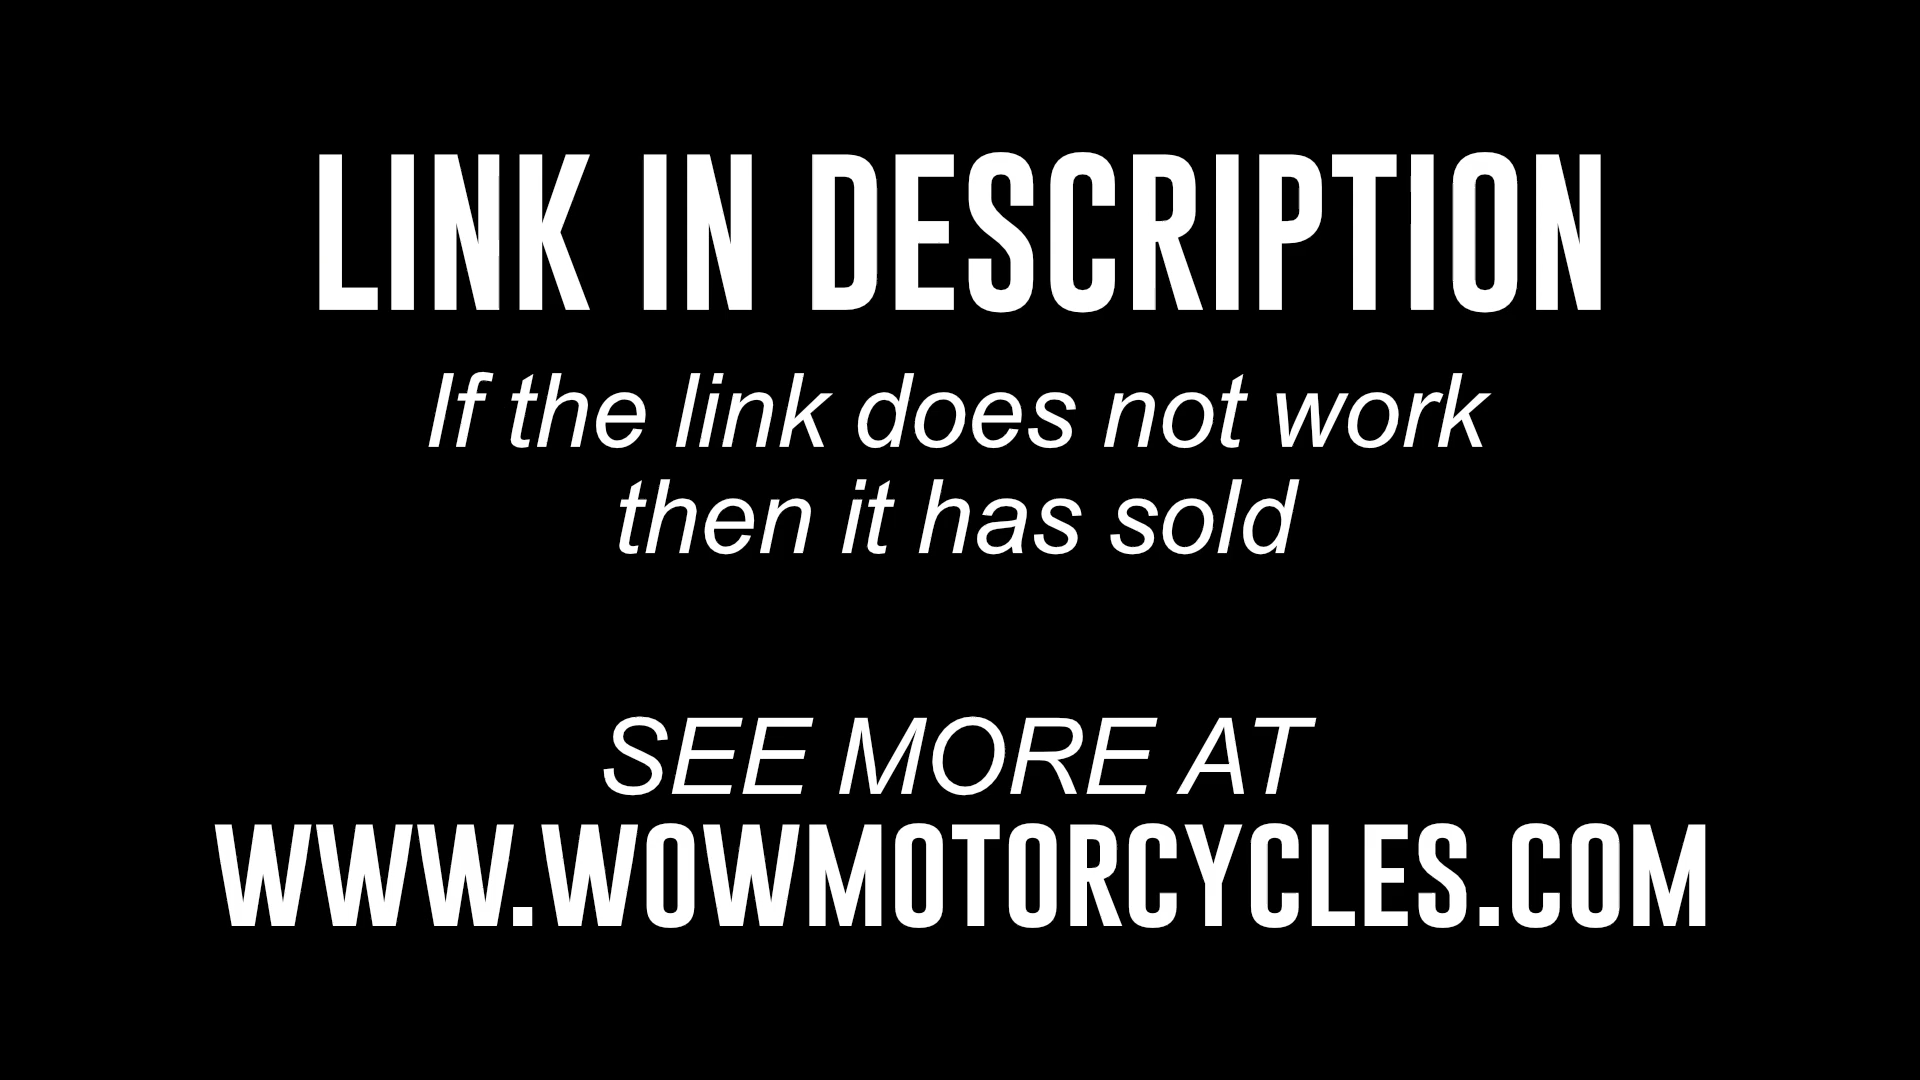 LINK IN DESCRIPTION
If the link does not work
then it has sold
SEE MORE AT
WWW.WOWMOTORCYCLES.COM